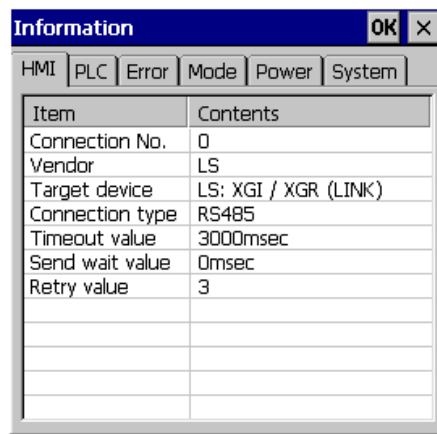 Information OK ×
HMI PLC Error Mode Power System
Item Contents
Connection No. 0
Vendor LS
Target device LS: XGI / XGR (LINK)
Connection type RS485
Timeout value 3000msec
Send wait value 0msec
Retry value 3